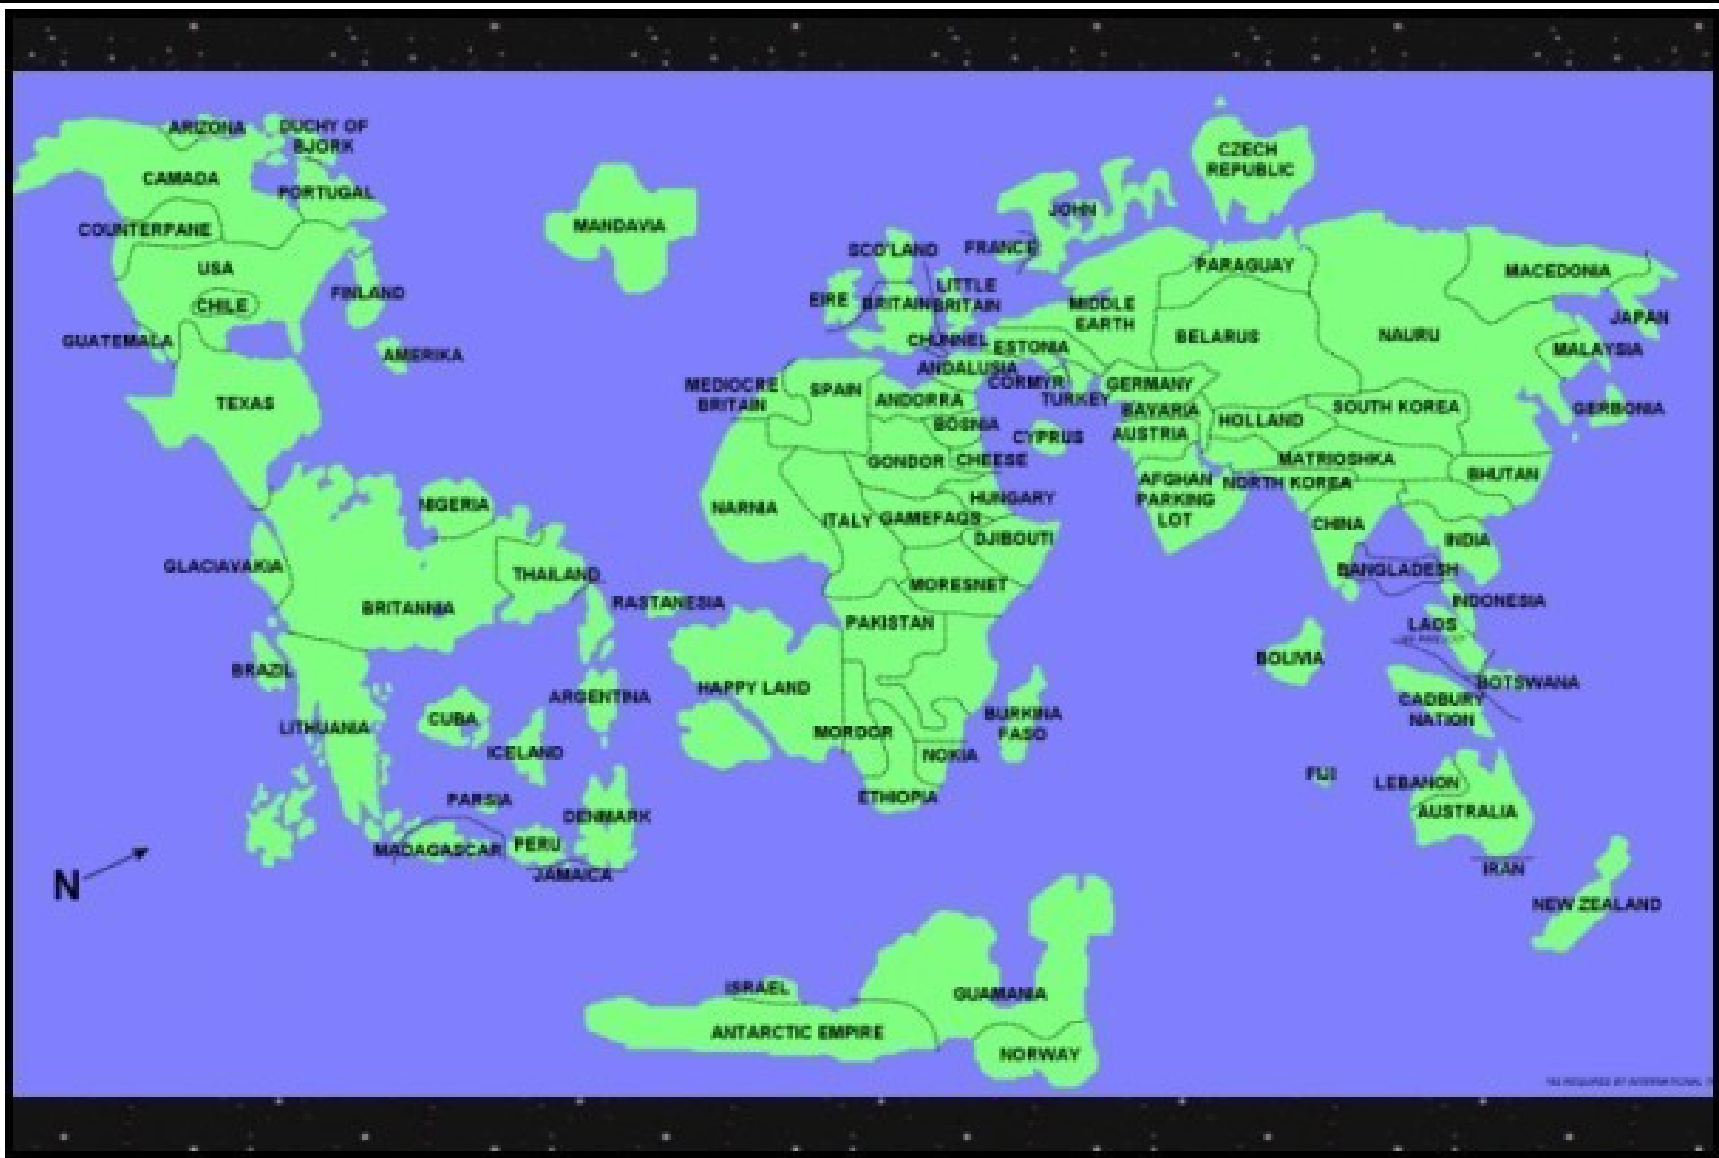 ARIZONA
DUCHY OF
BJORK
CAMADA
PORTUGAL
COUNTERPANE
USA
CHILE
FINLAND
GUATEMALA
AMERIKA
TEXAS
MANDAVIA
NIGERIA
GLACIAVAKIA
THAILAND
BRITANNIA
RASTANESIA
BRAZIL
LITHUANIA
CUBA
ARGENTINA
ICELAND
PARSIA
DENMARK
MADAGASCAR
PERU
JAMAICA
N
CZECH
REPUBLIC
JOHN
SCO'LAND
FRANCE
EIRE
BRITAIN
LITTLE
BRITAIN
CHUNNEL
ESTONIA
MIDDLE
EARTH
PARAGUAY
BELARUS
NAURU
MACEDONIA
JAPAN
MALAYSIA
GERBONIA
ANDALUSIA
CORMYR
TURKEY
GERMANY
BAVARIA
AUSTRIA
HOLLAND
SOUTH KOREA
MATRIOSHKA
NORTH KOREA
BHUTAN
AFGHAN
PARKING
LOT
CHINA
INDIA
BANGLADESH
INDONESIA
LAOS
BOTSWANA
CADBURY
NATION
BOLIVIA
FIJI
LEBANON
AUSTRALIA
IRAN
NEW ZEALAND
MEDIOCRE
BRITAIN
SPAIN
ANDORRA
BOSNIA
CYPRUS
GONDOR
CHEESE
NARNIA
ITALY
GAMEFAQS
HUNGARY
DJIBOUTI
MORESNET
PAKISTAN
HAPPY LAND
MORDOR
NOKIA
BURKINA
FASO
ETHIOPIA
ISRAEL
ANTARCTIC EMPIRE
GUAMANIA
NORWAY